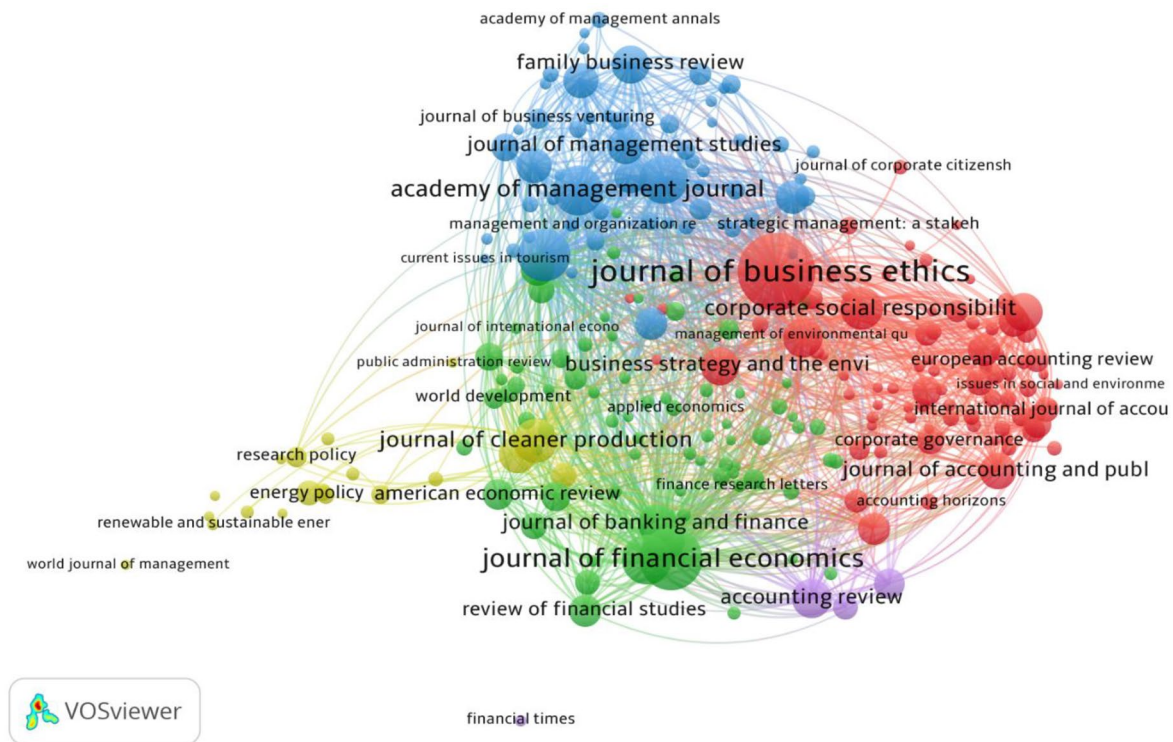 academy of management annals
family business review
journal of business venturing
journal of management studies
journal of corporate citizensh
academy of management journal
management and organization re
strategic management: a stakeh
current issues in tourism
journal of business ethics
corporate social responsibilit
journal of international econo
management of environmental qu
public administration review
business strategy and the envi
european accounting review
issues in social and environme
world development
applied economics
international journal of accou
journal of cleaner production
corporate governance
research policy
journal of accounting and publ
finance research letters
energy policy
american economic review
accounting horizons
renewable and sustainable ener
journal of banking and finance
journal of financial economics
world journal of management
accounting review
review of financial studies
VOSviewer
financial times